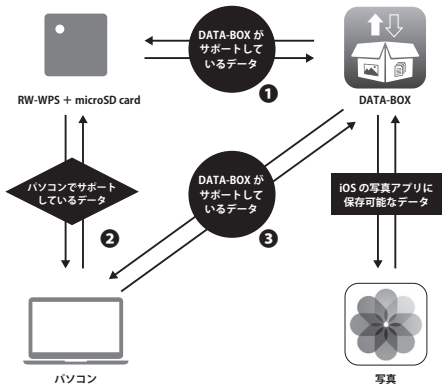 DATA-BOX が
サポートして
いるデータ
❶
RW-WPS + microSD card
DATA-BOX
パソコンでサポート
しているデータ
❷
DATA-BOX が
サポートして
いるデータ
❸
iOS の写真アプリに
保存可能なデータ
パソコン
写真